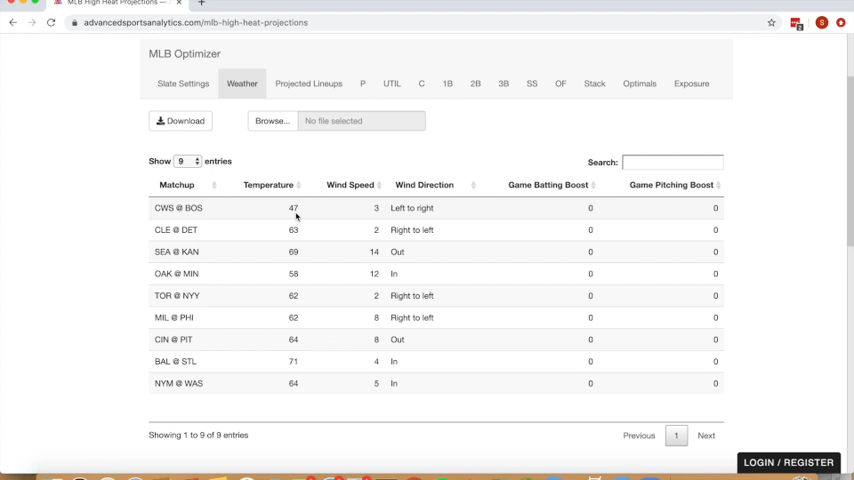 MLB High Heat Projections —
advancedsportsanalytics.com/mlb-high-heat-projections
2
S
MLB Optimizer
Slate Settings Weather Projected Lineups P UTIL C 1B 2B 3B SS OF Stack Optimals Exposure
Download Browse... No file selected
Show 9 entries Search:
Matchup Temperature Wind Speed Wind Direction Game Batting Boost Game Pitching Boost
CWS @ BOS 47 3 Left to right 0 0
CLE @ DET 63 2 Right to left 0 0
SEA @ KAN 69 14 Out 0 0
OAK @ MIN 58 12 In 0 0
TOR @ NYY 62 2 Right to left 0 0
MIL @ PHI 62 8 Right to left 0 0
CIN @ PIT 64 8 Out 0 0
BAL @ STL 71 4 In 0 0
NYM @ WAS 64 5 In 0 0
Showing 1 to 9 of 9 entries Previous 1 Next
LOGIN / REGISTER